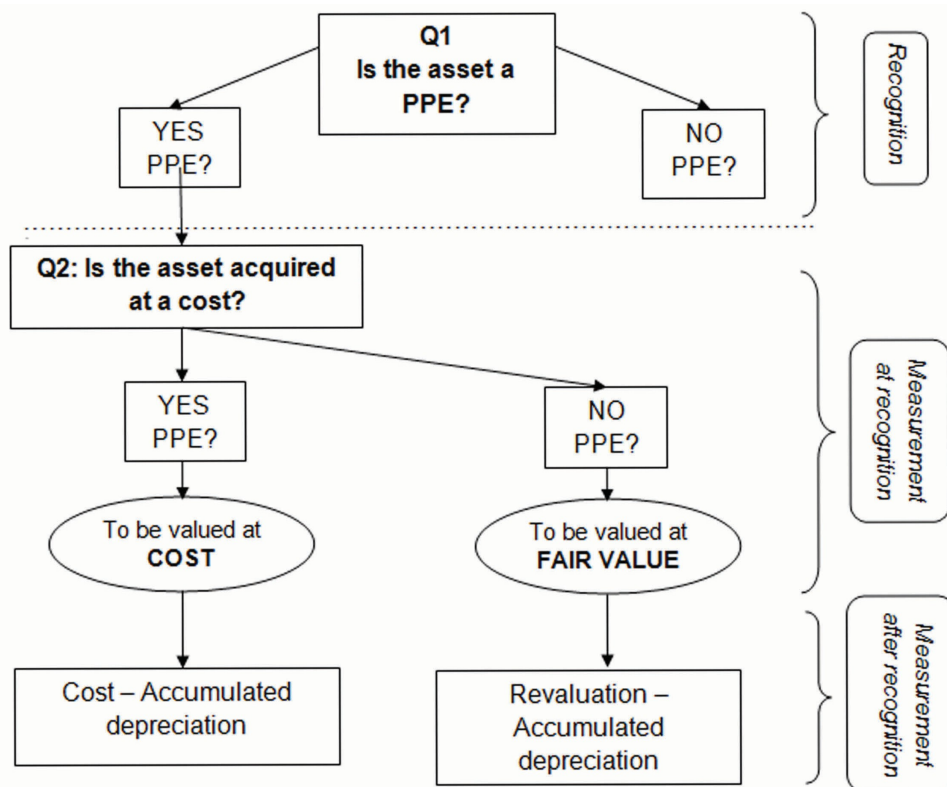 Q1
Is the asset a
PPE?
YES
PPE?
NO
PPE?
Recognition
Q2: Is the asset acquired
at a cost?
YES
PPE?
NO
PPE?
To be valued at
COST
To be valued at
FAIR VALUE
Measurement
at recognition
Cost – Accumulated
depreciation
Revaluation –
Accumulated
depreciation
Measurement
after recognition